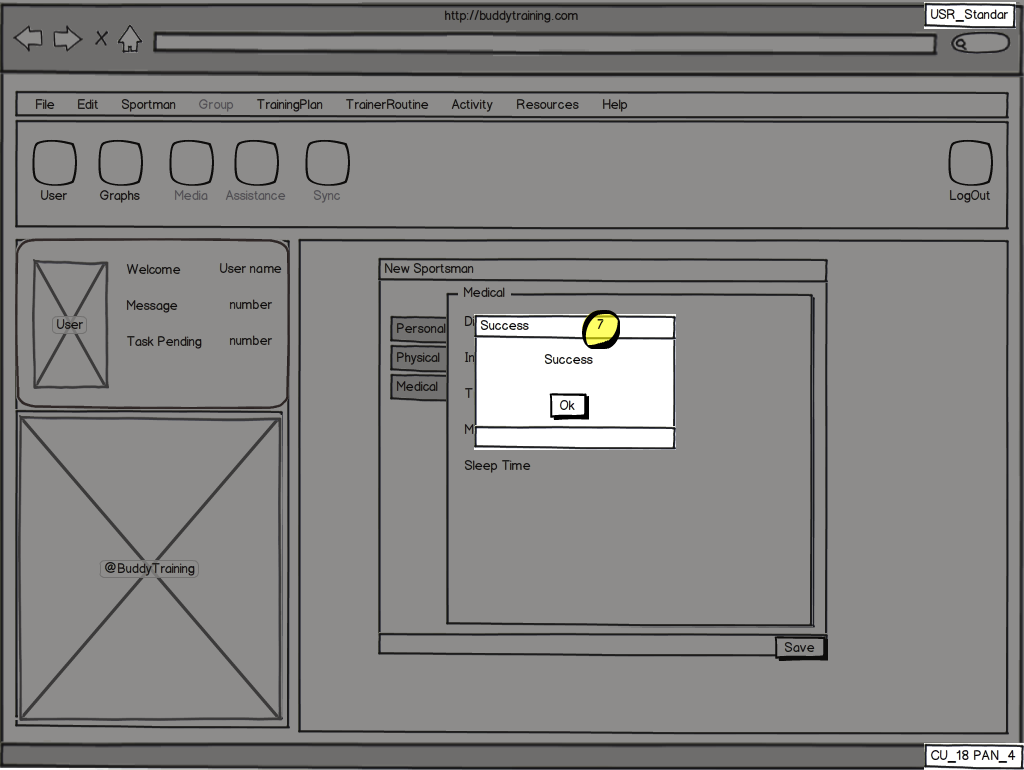 http://buddytraining.com
USR_Standar
File Edit Sportman Group TrainingPlan TrainerRoutine Activity Resources Help
User Graphs Media Assistance Sync LogOut
Welcome User name
Message number
Task Pending number
User
@BuddyTraining
New Sportsman
Medical
Personal
Physical
Medical
Di
In
T
M
Sleep Time
Success
7
Success
Ok
Save
CU_18 PAN_4